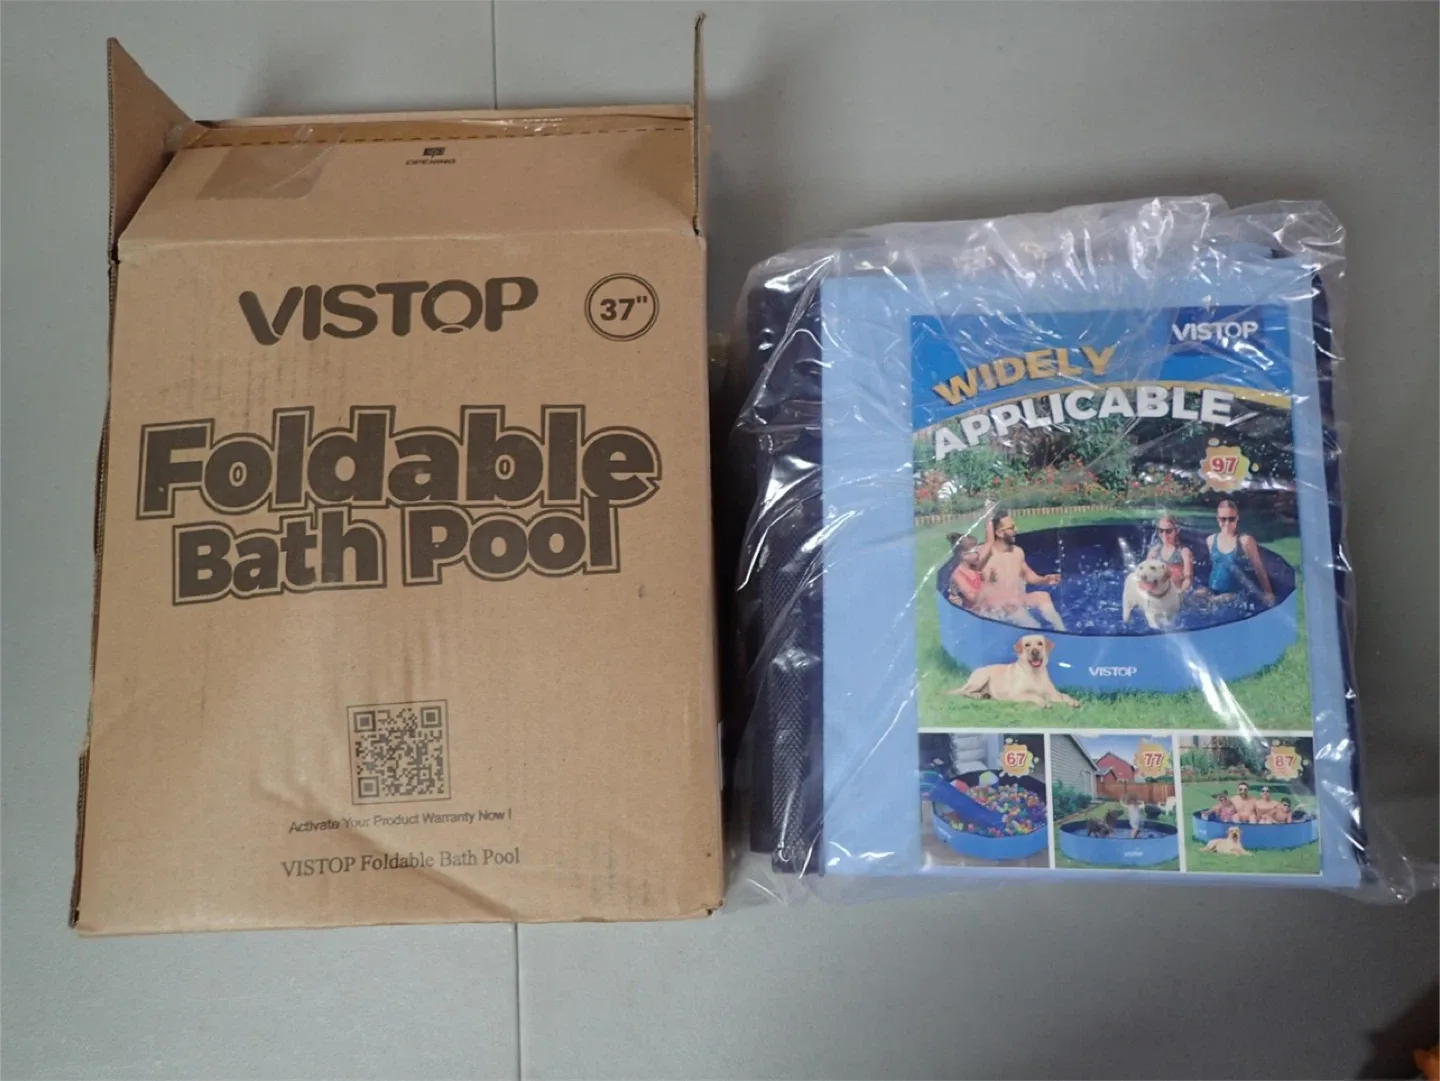 OPENING
VISTOP
37"
Foldable
Bath Pool
Activate Your Product Warranty Now !
VISTOP Foldable Bath Pool
VISTOP
WIDELY
APPLICABLE
97
VISTOP
67
77
87